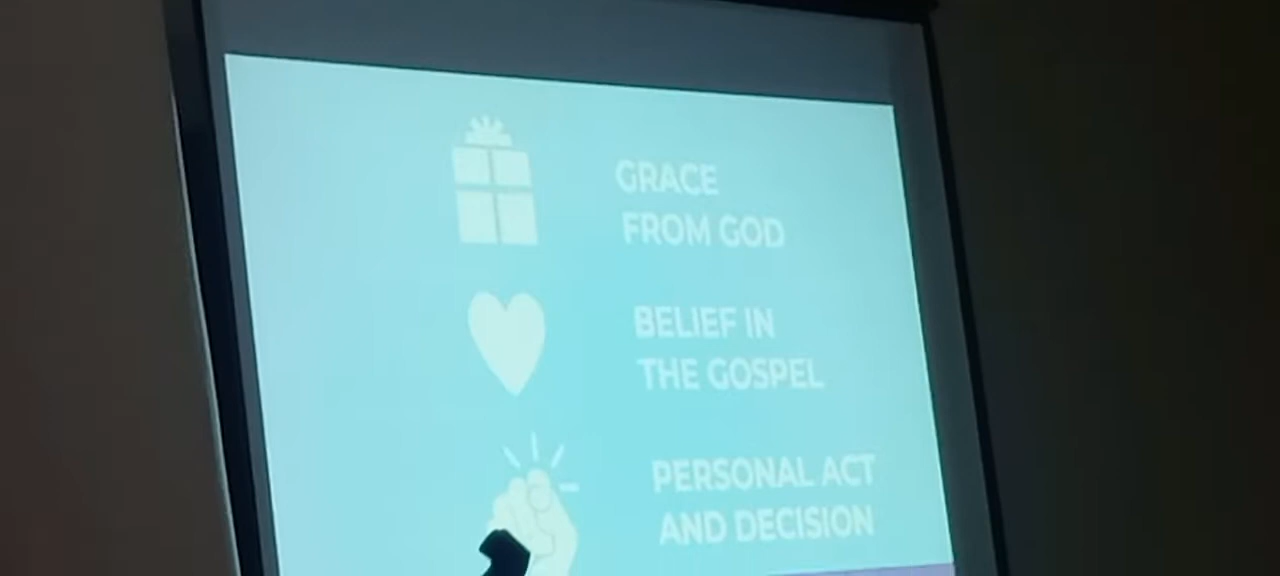 GRACE
FROM GOD
BELIEF IN
THE GOSPEL
PERSONAL ACT
AND DECISION